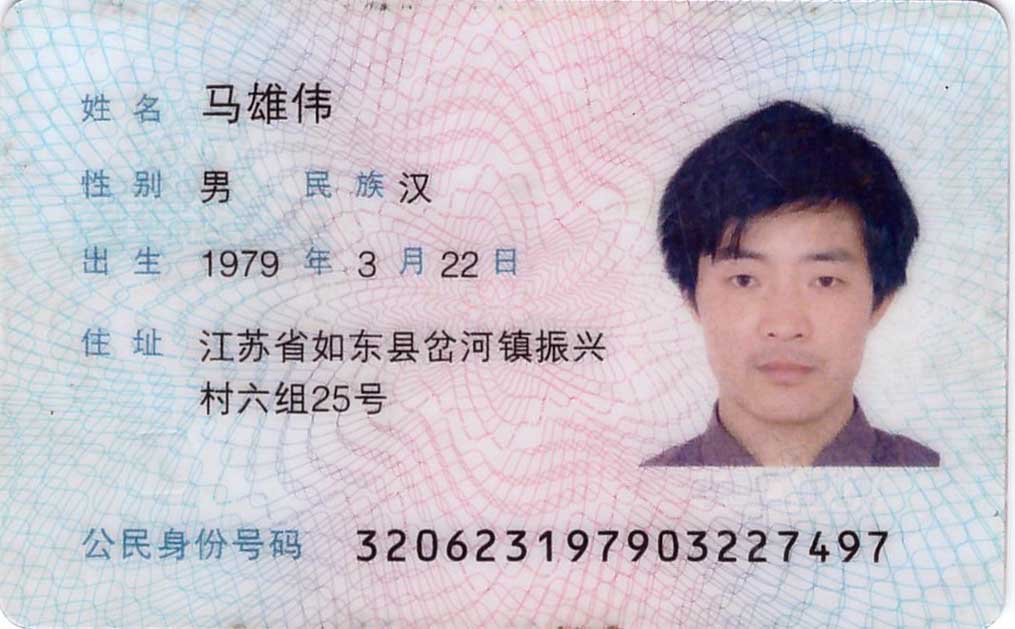 姓名 马雄伟
性别 男 民族 汉
出生 1979 年 3 月 22 日
住址 江苏省如东县岔河镇振兴
村六组25号
公民身份号码 320623197903227497